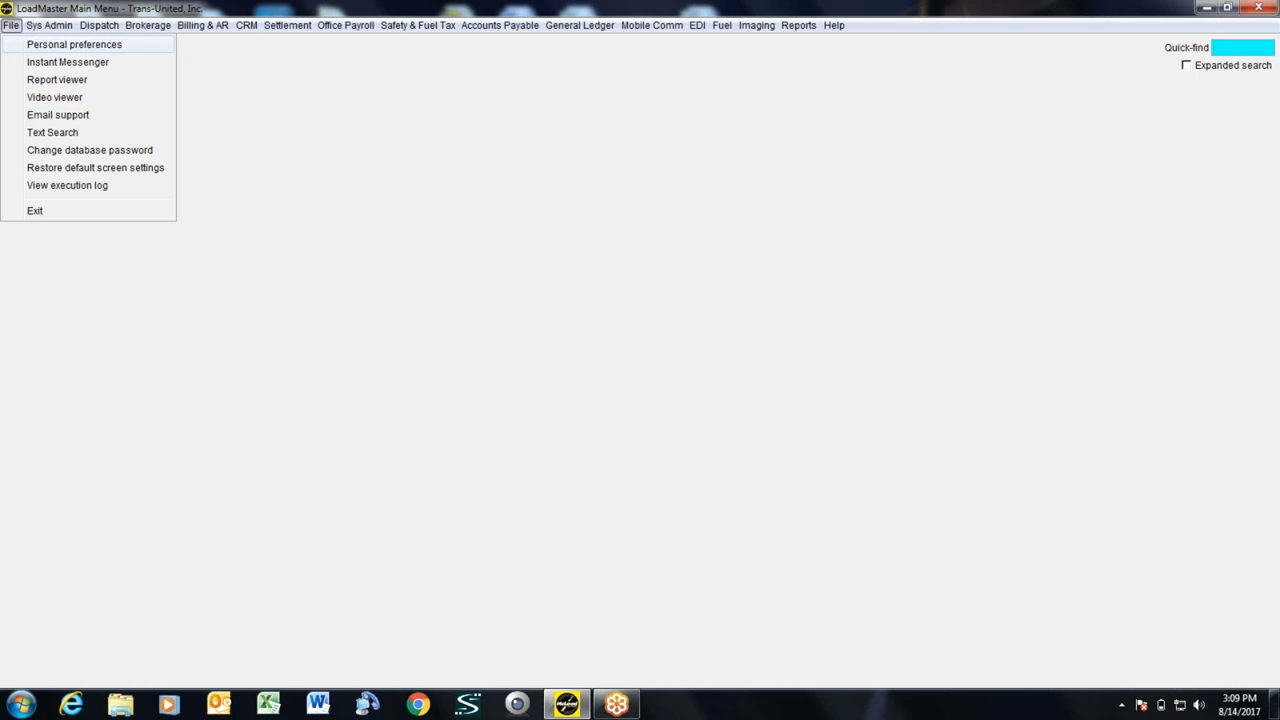 LoadMaster Main Menu - Trans-United, Inc.
File Sys Admin Dispatch Brokerage Billing & AR CRM Settlement Office Payroll Safety & Fuel Tax Accounts Payable General Ledger Mobile Comm EDI Fuel Imaging Reports Help
Personal preferences
Quick-find
Instant Messenger
Expanded search
Report viewer
Video viewer
Email support
Text Search
Change database password
Restore default screen settings
View execution log
Exit
3:09 PM
8/14/2017